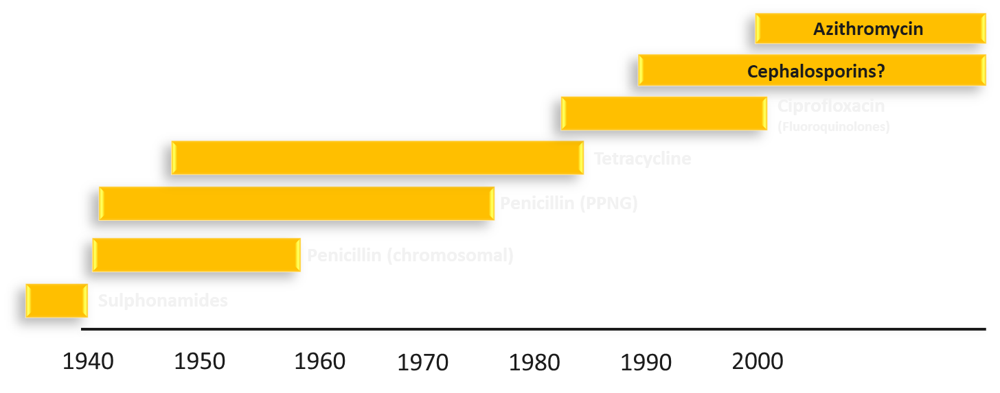 Azithromycin
Cephalosporins?
Ciprofloxacin
(Fluoroquinolones)
Tetracycline
Penicillin (PPNG)
Penicillin (chromosomal)
Sulphonamides
1940 1950 1960 1970 1980 1990 2000